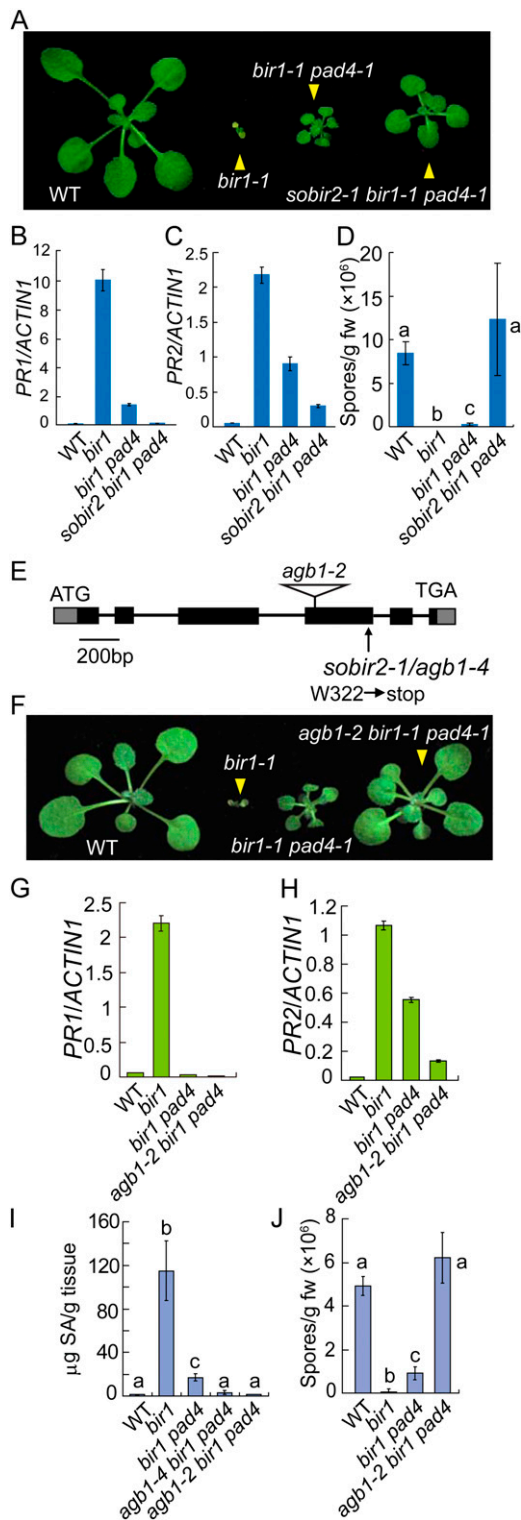 A
bir1-1 pad4-1
WT
bir1-1
sobir2-1 bir1-1 pad4-1
B
PR1/ACTIN1
12
10
8
6
4
2
0
WT
bir1
bir1 pad4
sobir2 bir1 pad4
C
PR2/ACTIN1
2.5
2
1.5
1
0.5
0
WT
bir1
bir1 pad4
sobir2 bir1 pad4
D
Spores/g fw (×10⁶)
20
15
10
5
0
a
b
c
a
WT
bir1
bir1 pad4
sobir2 bir1 pad4
E
agb1-2
ATG
TGA
200bp
sobir2-1/agb1-4
W322→stop
F
agb1-2 bir1-1 pad4-1
bir1-1
WT
bir1-1 pad4-1
G
PR1/ACTIN1
2.5
2
1.5
1
0.5
0
WT
bir1
bir1 pad4
agb1-2 bir1 pad4
H
PR2/ACTIN1
1.2
1
0.8
0.6
0.4
0.2
0
WT
bir1
bir1 pad4
agb1-2 bir1 pad4
I
µg SA/g tissue
160
120
80
40
0
a
b
c
a
a
WT
bir1
bir1 pad4
agb1-4 bir1 pad4
agb1-2 bir1 pad4
J
Spores/g fw (×10⁶)
8
6
4
2
0
a
b
c
a
WT
bir1
bir1 pad4
agb1-2 bir1 pad4